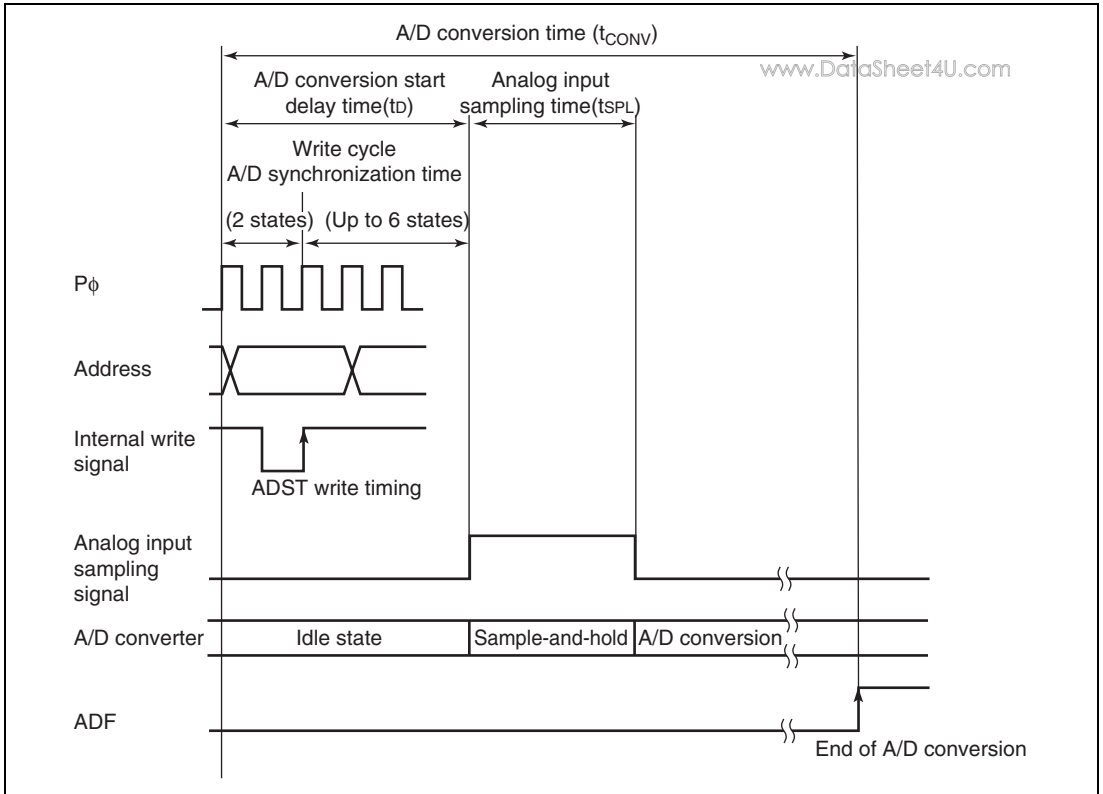 A/D conversion time (tCONV)
www.DataSheet4U.com
A/D conversion start
delay time(tD)
Analog input
sampling time(tSPL)
Write cycle
A/D synchronization time
(2 states) (Up to 6 states)
Pφ
Address
Internal write
signal
ADST write timing
Analog input
sampling
signal
A/D converter
Idle state
Sample-and-hold
A/D conversion
ADF
End of A/D conversion